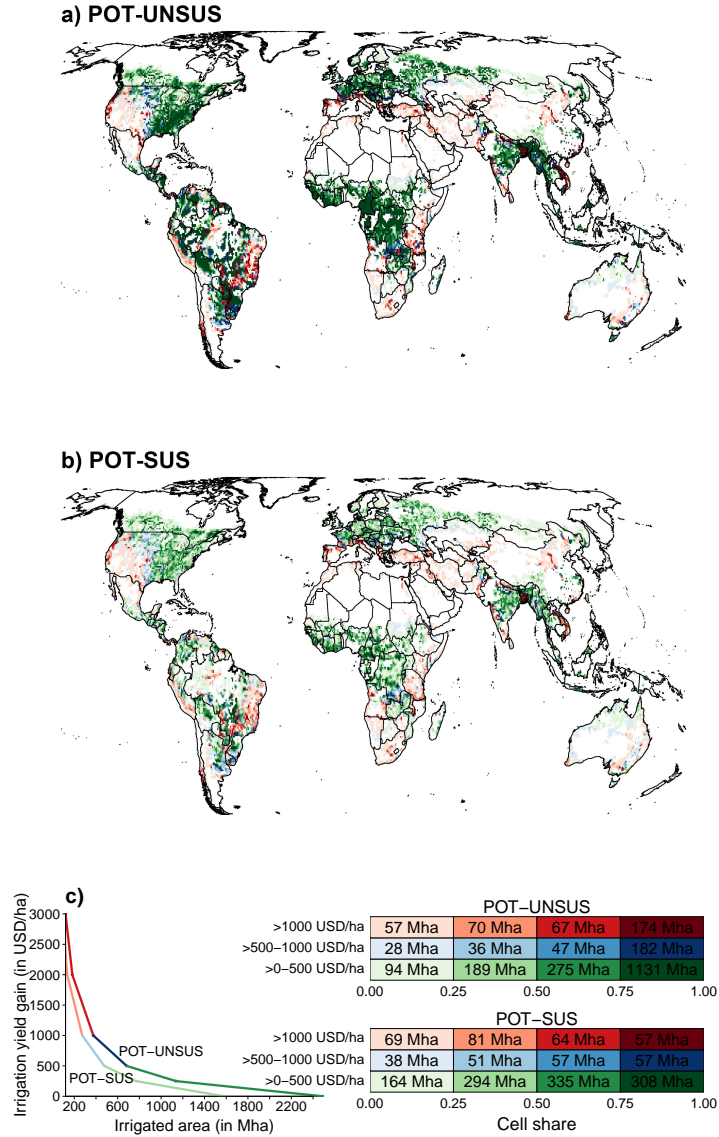 a) POT-UNSUS
b) POT-SUS
c)
Irrigation yield gain (in USD/ha)
3000
2500
2000
1500
1000
500
0
POT−UNSUS
POT−SUS
200 600 1000 1400 1800 2200
Irrigated area (in Mha)
POT−UNSUS
>1000 USD/ha 57 Mha 70 Mha 67 Mha 174 Mha
>500−1000 USD/ha 28 Mha 36 Mha 47 Mha 182 Mha
>0−500 USD/ha 94 Mha 189 Mha 275 Mha 1131 Mha
0.00 0.25 0.50 0.75 1.00
POT−SUS
>1000 USD/ha 69 Mha 81 Mha 64 Mha 57 Mha
>500−1000 USD/ha 38 Mha 51 Mha 57 Mha 57 Mha
>0−500 USD/ha 164 Mha 294 Mha 335 Mha 308 Mha
0.00 0.25 0.50 0.75 1.00
Cell share